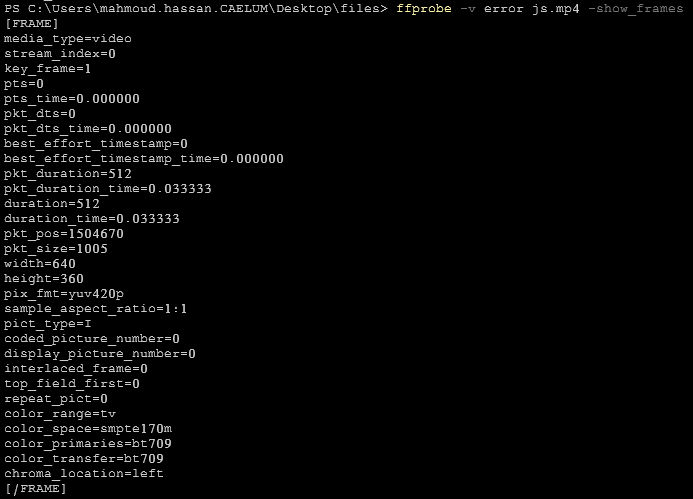 PS C:\Users\mahmoud.hassan.CAELUM\Desktop\files> ffprobe -v error js.mp4 -show_frames
[FRAME]
media_type=video
stream_index=0
key_frame=1
pts=0
pts_time=0.000000
pkt_dts=0
pkt_dts_time=0.000000
best_effort_timestamp=0
best_effort_timestamp_time=0.000000
pkt_duration=512
pkt_duration_time=0.033333
duration=512
duration_time=0.033333
pkt_pos=1504670
pkt_size=1005
width=640
height=360
pix_fmt=yuv420p
sample_aspect_ratio=1:1
pict_type=I
coded_picture_number=0
display_picture_number=0
interlaced_frame=0
top_field_first=0
repeat_pict=0
color_range=tv
color_space=smpte170m
color_primaries=bt709
color_transfer=bt709
chroma_location=left
[/FRAME]